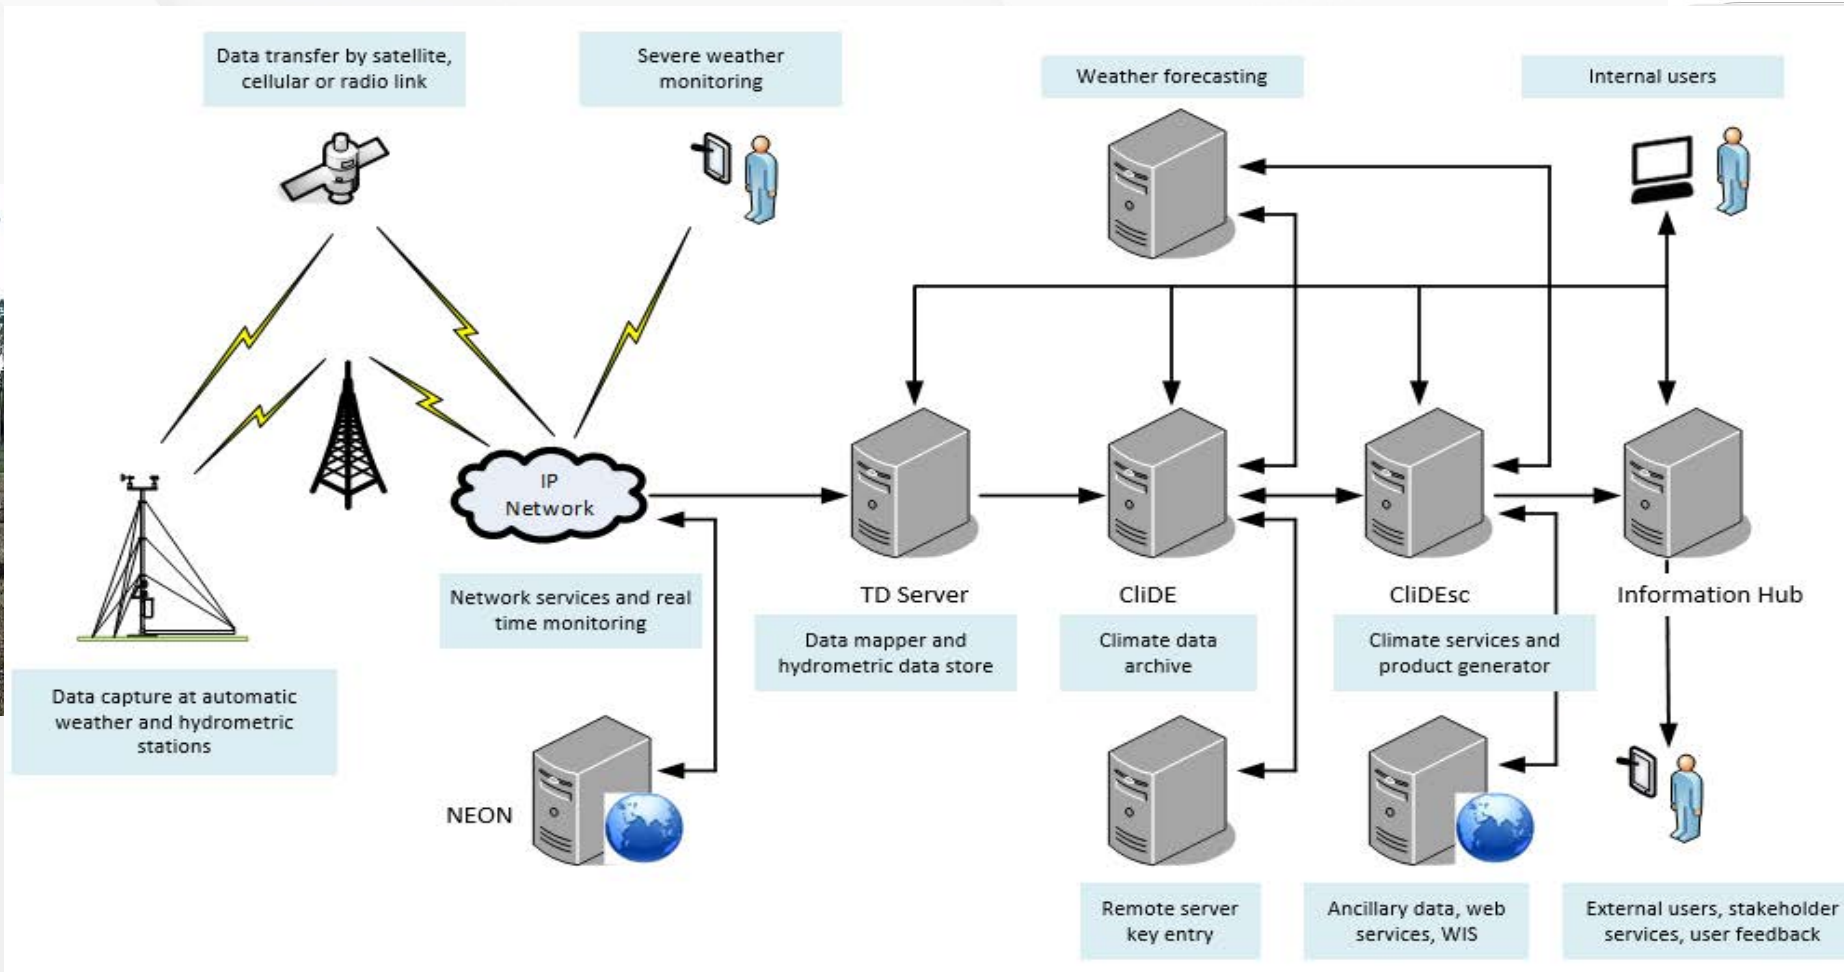 Data transfer by satellite,
cellular or radio link
Severe weather
monitoring
Weather forecasting
Internal users
IP
Network
Network services and real
time monitoring
TD Server
Data mapper and
hydrometric data store
CliDE
Climate data
archive
CliDEsc
Climate services and
product generator
Information Hub
Data capture at automatic
weather and hydrometric
stations
NEON
Remote server
key entry
Ancillary data, web
services, WIS
External users, stakeholder
services, user feedback